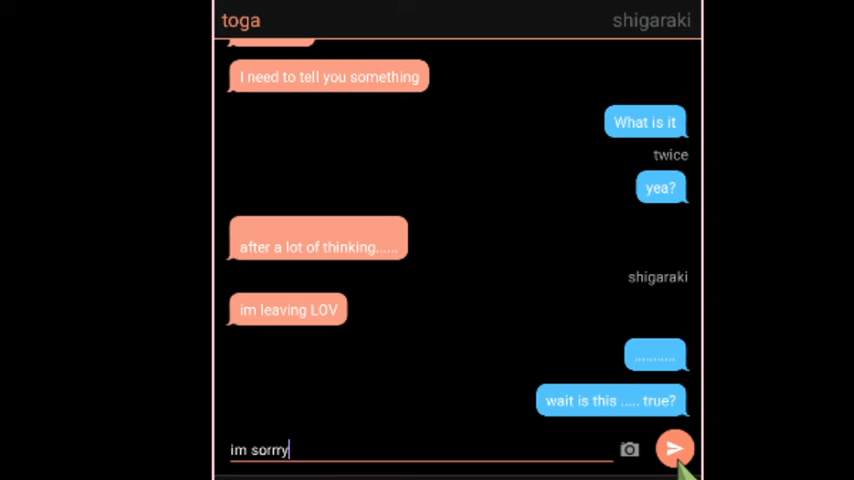 toga
shigaraki
I need to tell you something
What is it
twice
yea?
after a lot of thinking......
shigaraki
im leaving LOV
...........
wait is this ..... true?
im sorrry